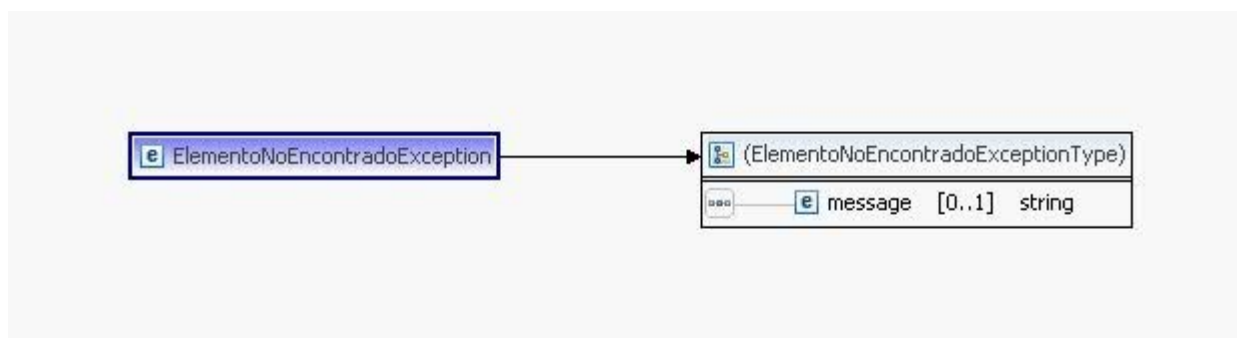 e ElementoNoEncontradoException
(ElementoNoEncontradoExceptionType)
e message [0..1] string